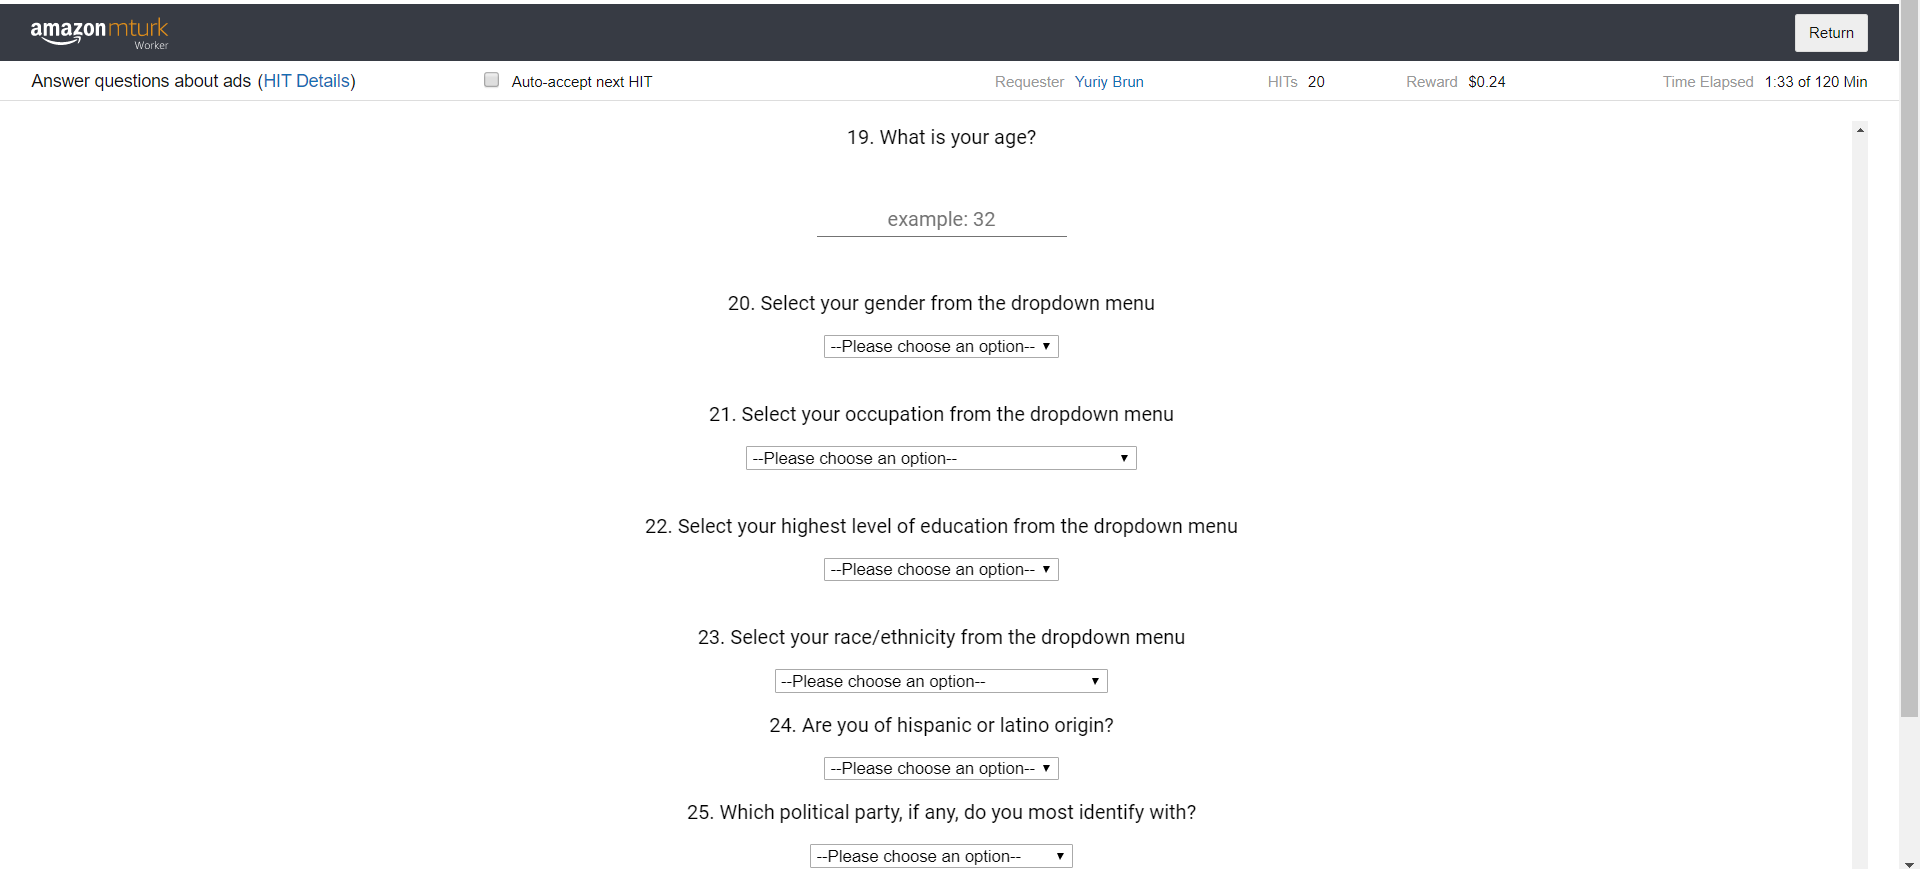 amazon mturk
Worker
Return
Answer questions about ads (HIT Details)
Auto-accept next HIT
Requester Yuriy Brun
HITs 20
Reward $0.24
Time Elapsed 1:33 of 120 Min
19. What is your age?
example: 32
20. Select your gender from the dropdown menu
--Please choose an option--
21. Select your occupation from the dropdown menu
--Please choose an option--
22. Select your highest level of education from the dropdown menu
--Please choose an option--
23. Select your race/ethnicity from the dropdown menu
--Please choose an option--
24. Are you of hispanic or latino origin?
--Please choose an option--
25. Which political party, if any, do you most identify with?
--Please choose an option--